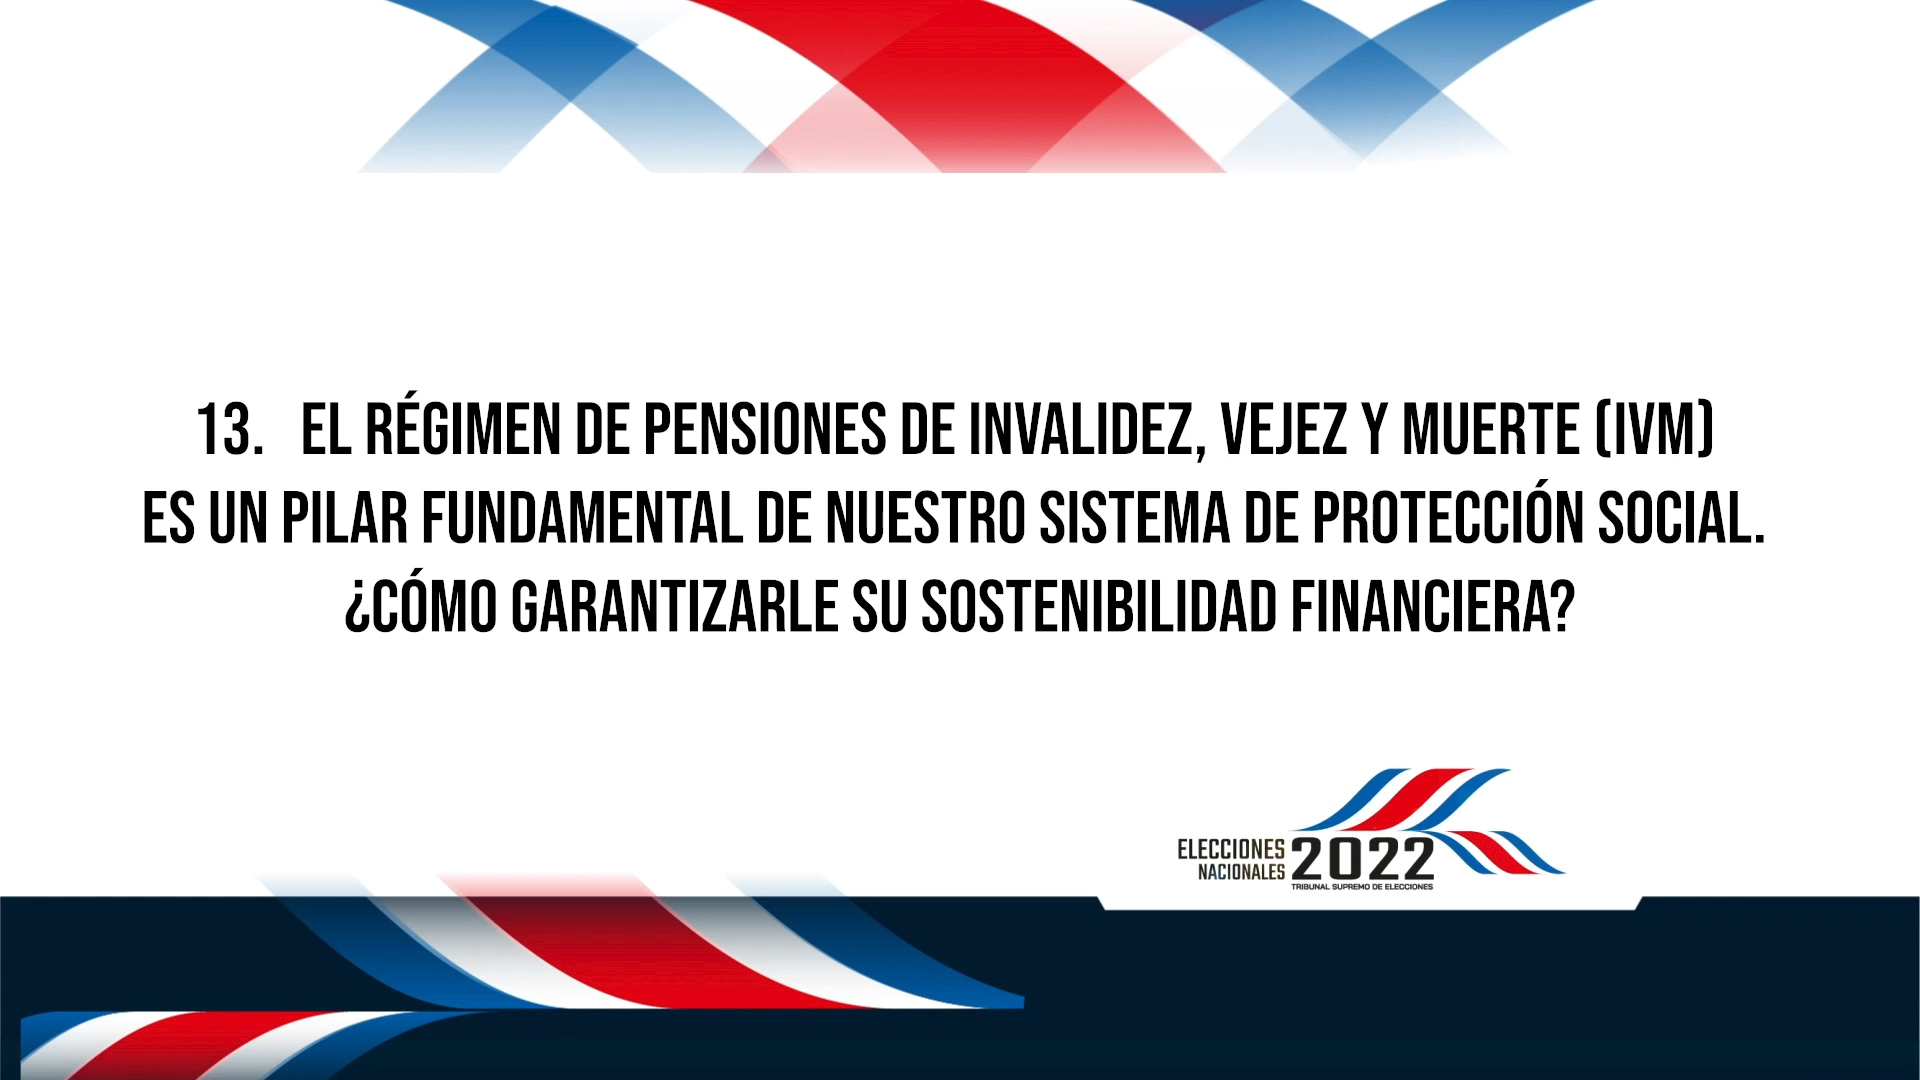 13. EL RÉGIMEN DE PENSIONES DE INVALIDEZ, VEJEZ Y MUERTE (IVM)
ES UN PILAR FUNDAMENTAL DE NUESTRO SISTEMA DE PROTECCIÓN SOCIAL.
¿CÓMO GARANTIZARLE SU SOSTENIBILIDAD FINANCIERA?
ELECCIONES
NACIONALES
2022
TRIBUNAL SUPREMO DE ELECCIONES